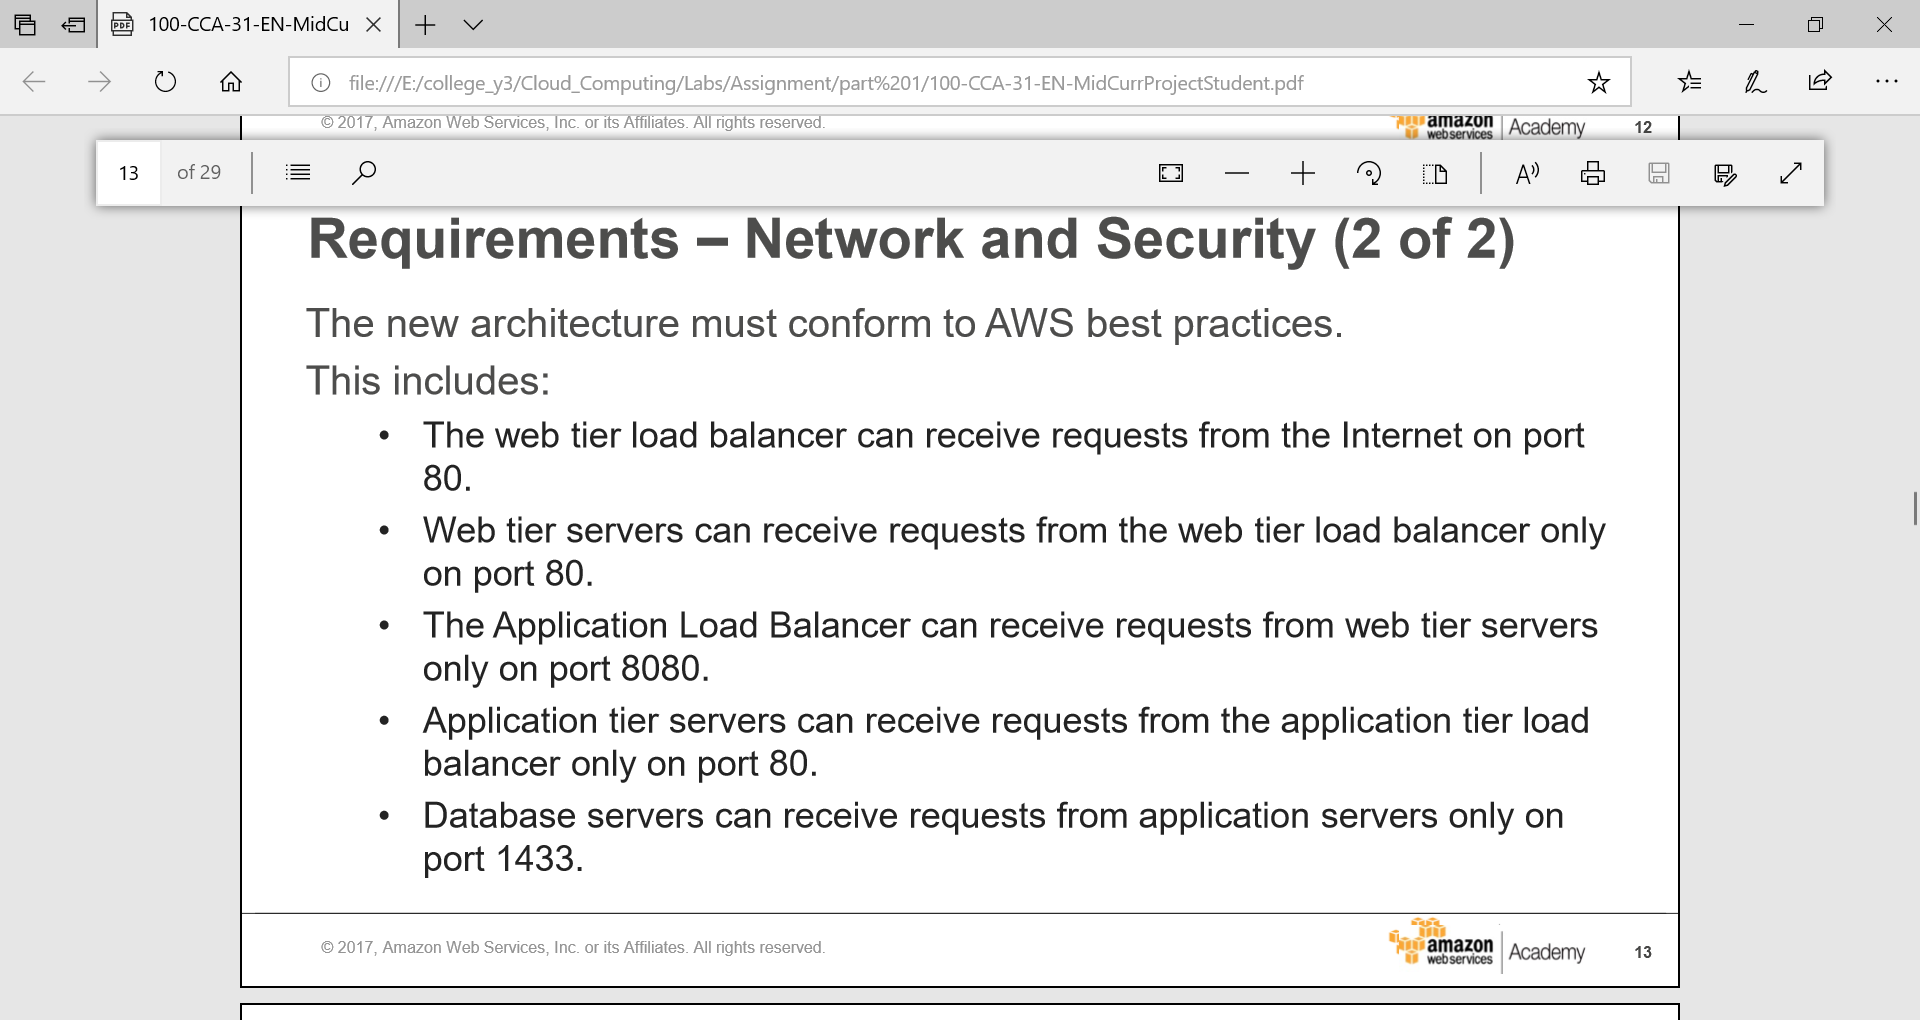 100-CCA-31-EN-MidCu
file:///E:/college_y3/Cloud_Computing/Labs/Assignment/part%201/100-CCA-31-EN-MidCurrProjectStudent.pdf
© 2017, Amazon Web Services, Inc. or its Affiliates. All rights reserved.
amazon
webservices
Academy
12
13 of 29
Requirements – Network and Security (2 of 2)
The new architecture must conform to AWS best practices.
This includes:
• The web tier load balancer can receive requests from the Internet on port
80.
• Web tier servers can receive requests from the web tier load balancer only
on port 80.
• The Application Load Balancer can receive requests from web tier servers
only on port 8080.
• Application tier servers can receive requests from the application tier load
balancer only on port 80.
• Database servers can receive requests from application servers only on
port 1433.
© 2017, Amazon Web Services, Inc. or its Affiliates. All rights reserved.
amazon
webservices
Academy
13